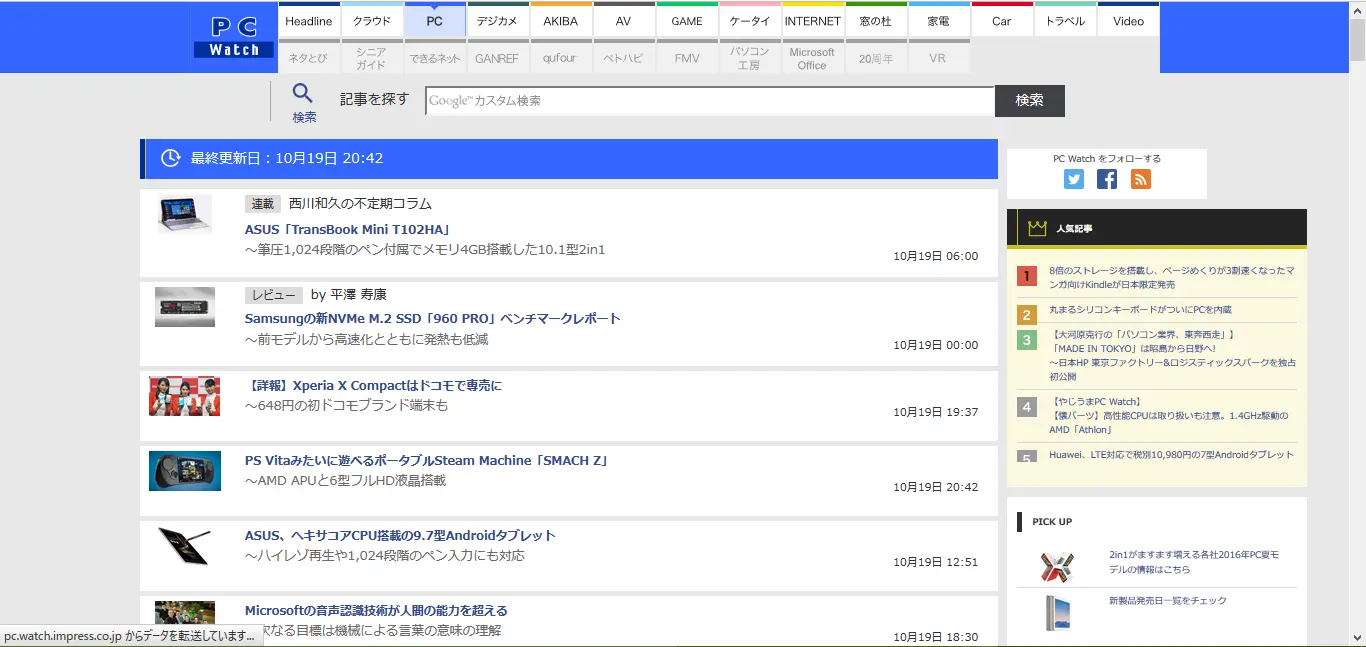 PC
Watch
Headline
クラウド
PC
デジカメ
AKIBA
AV
GAME
ケータイ
INTERNET
窓の杜
家電
Car
トラベル
Video
ネタとぴ
シニア
ガイド
できるネット
GANREF
qufour
ペトハピ
FMV
パソコン
工房
Microsoft
Office
20周年
VR
検索
記事を探す
Google™カスタム検索
検索
最終更新日：10月19日 20:42
連載 西川和久の不定期コラム
ASUS「TransBook Mini T102HA」
～筆圧1,024段階のペン付属でメモリ4GB搭載した10.1型2in1
10月19日 06:00
レビュー by 平澤 寿康
Samsungの新NVMe M.2 SSD「960 PRO」ベンチマークレポート
～前モデルから高速化とともに発熱も低減
10月19日 00:00
【詳報】Xperia X Compactはドコモで専売に
～648円の初ドコモブランド端末も
10月19日 19:37
PS Vitaみたいに遊べるポータブルSteam Machine「SMACH Z」
～AMD APUと6型フルHD液晶搭載
10月19日 20:42
ASUS、ヘキサコアCPU搭載の9.7型Androidタブレット
～ハイレゾ再生や1,024段階のペン入力にも対応
10月19日 12:51
Microsoftの音声認識技術が人間の能力を超える
次なる目標は機械による言葉の意味の理解
10月19日 18:30
pc.watch.impress.co.jp からデータを転送しています...
PC Watch をフォローする
人気記事
1
8倍のストレージを搭載し、ページめくりが3割速くなったマ
ンガ向けKindleが日本限定発売
2
丸まるシリコンキーボードがついにPCを内蔵
3
【大河原克行の「パソコン業界、東奔西走」】
「MADE IN TOKYO」は昭島から日野へ!
～日本HP 東京ファクトリー&ロジスティックスパークを独占
初公開
4
【やじうまPC Watch】
【懐パーツ】高性能CPUは取り扱いも注意。1.4GHz駆動の
AMD「Athlon」
5
Huawei、LTE対応で税別10,980円の7型Androidタブレット
PICK UP
2in1がますます増える各社2016年PC夏モ
デルの情報はこちら
新製品発売日一覧をチェック